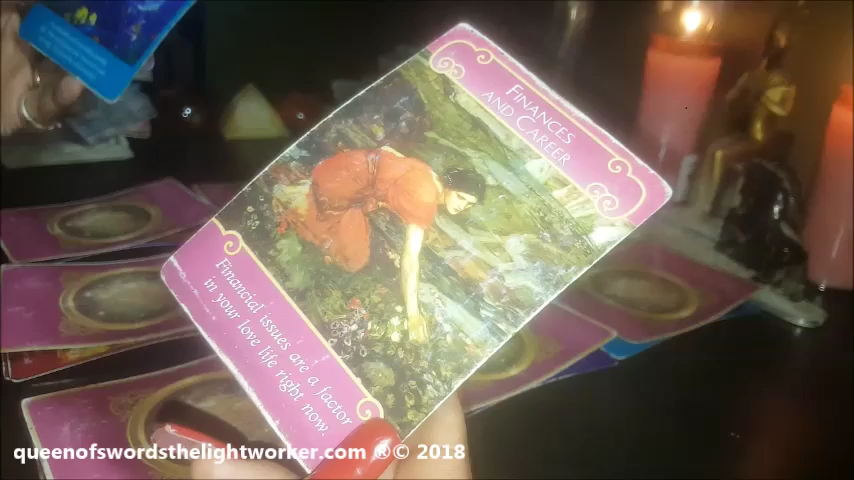 FINANCES
AND CAREER
Financial issues are a factor
in your love life right now.
queenofswordsthelightworker.com ®© 2018